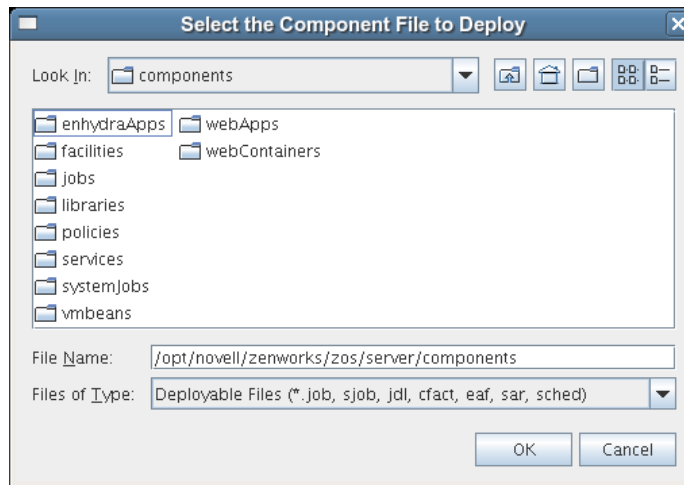 Select the Component File to Deploy
Look In: components
enhydraApps webApps
facilities webContainers
jobs
libraries
policies
services
systemJobs
vmbeans
File Name: /opt/novell/zenworks/zos/server/components
Files of Type: Deployable Files (*.job, sjob, jdl, cfact, eaf, sar, sched)
OK Cancel